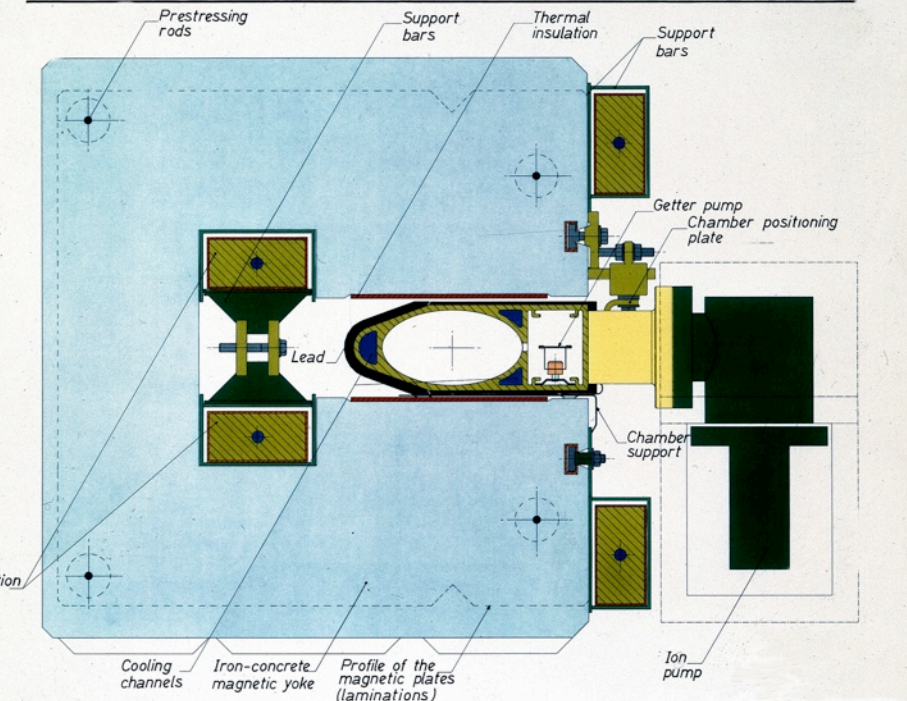 Prestressing
rods
Support
bars
Thermal
insulation
Support
bars
Getter pump
Chamber positioning
plate
Lead
Chamber
support
Cooling
channels
Iron-concrete
magnetic yoke
Profile of the
magnetic plates
(laminations)
Ion
pump